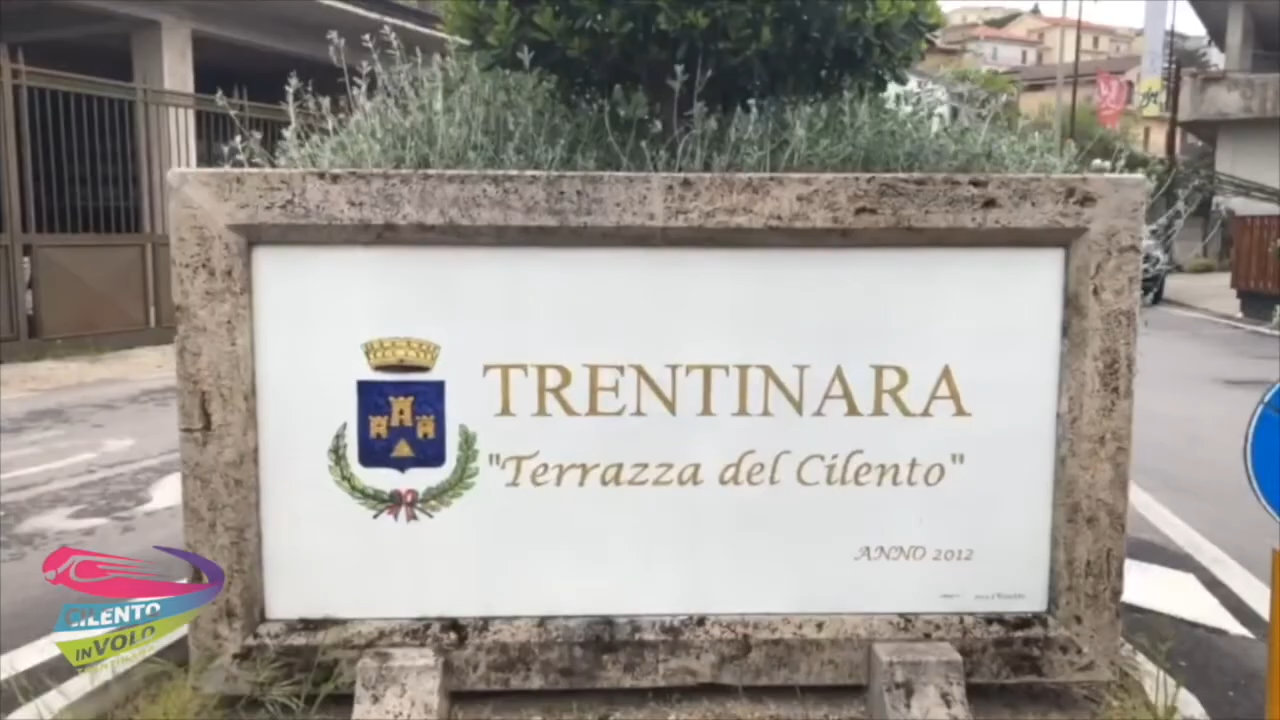 TRENTINARA
"Terrazza del Cilento"
ANNO 2012
CILENTO
IN VOLO